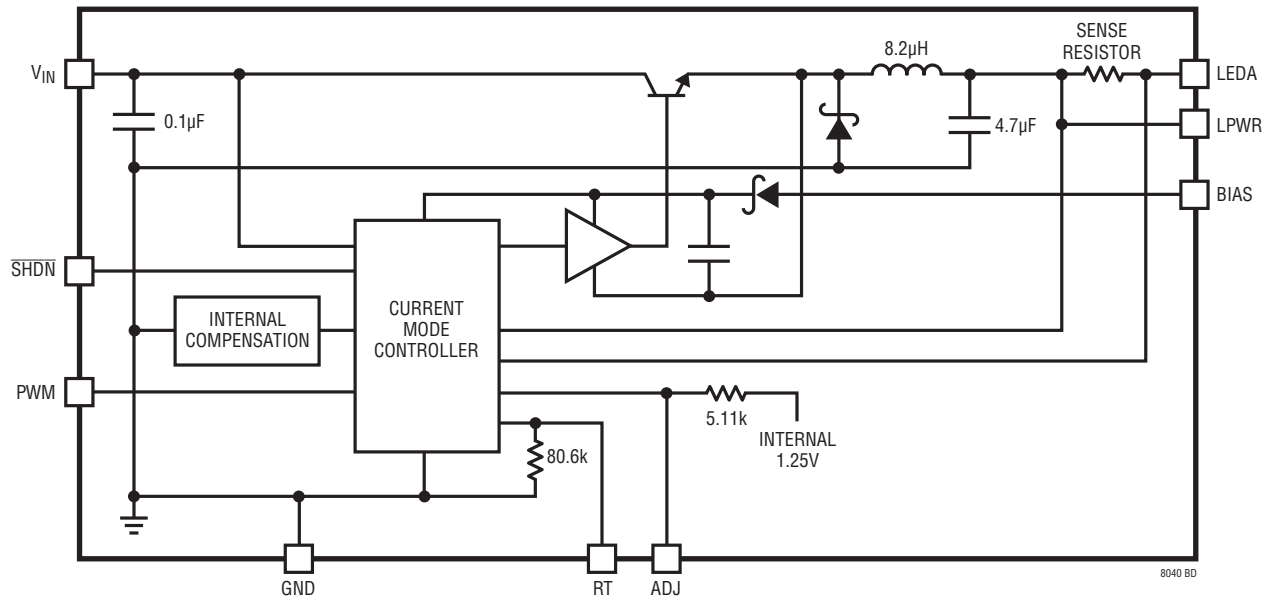 SENSE
RESISTOR
8.2µH
VIN
LEDA
0.1µF
4.7µF
LPWR
BIAS
SHDN
INTERNAL
COMPENSATION
CURRENT
MODE
CONTROLLER
PWM
5.11k
INTERNAL
1.25V
80.6k
GND
RT
ADJ
8040 BD